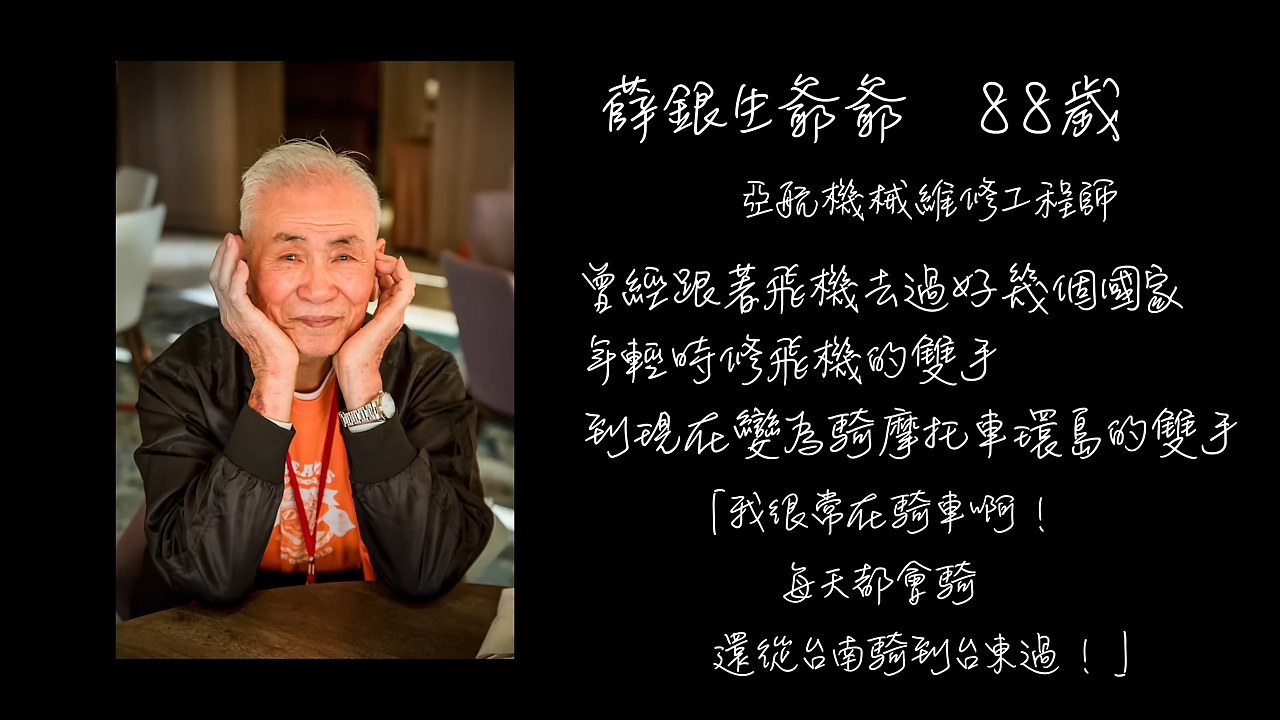 薛銀生爺爺 88歲
亞航機械維修工程師
曾經跟著飛機去過好幾個國家
年輕時修飛機的雙手
到現在變為騎摩托車環島的雙手
「我很常在騎車啊！
每天都會騎
還從台南騎到台東過！」